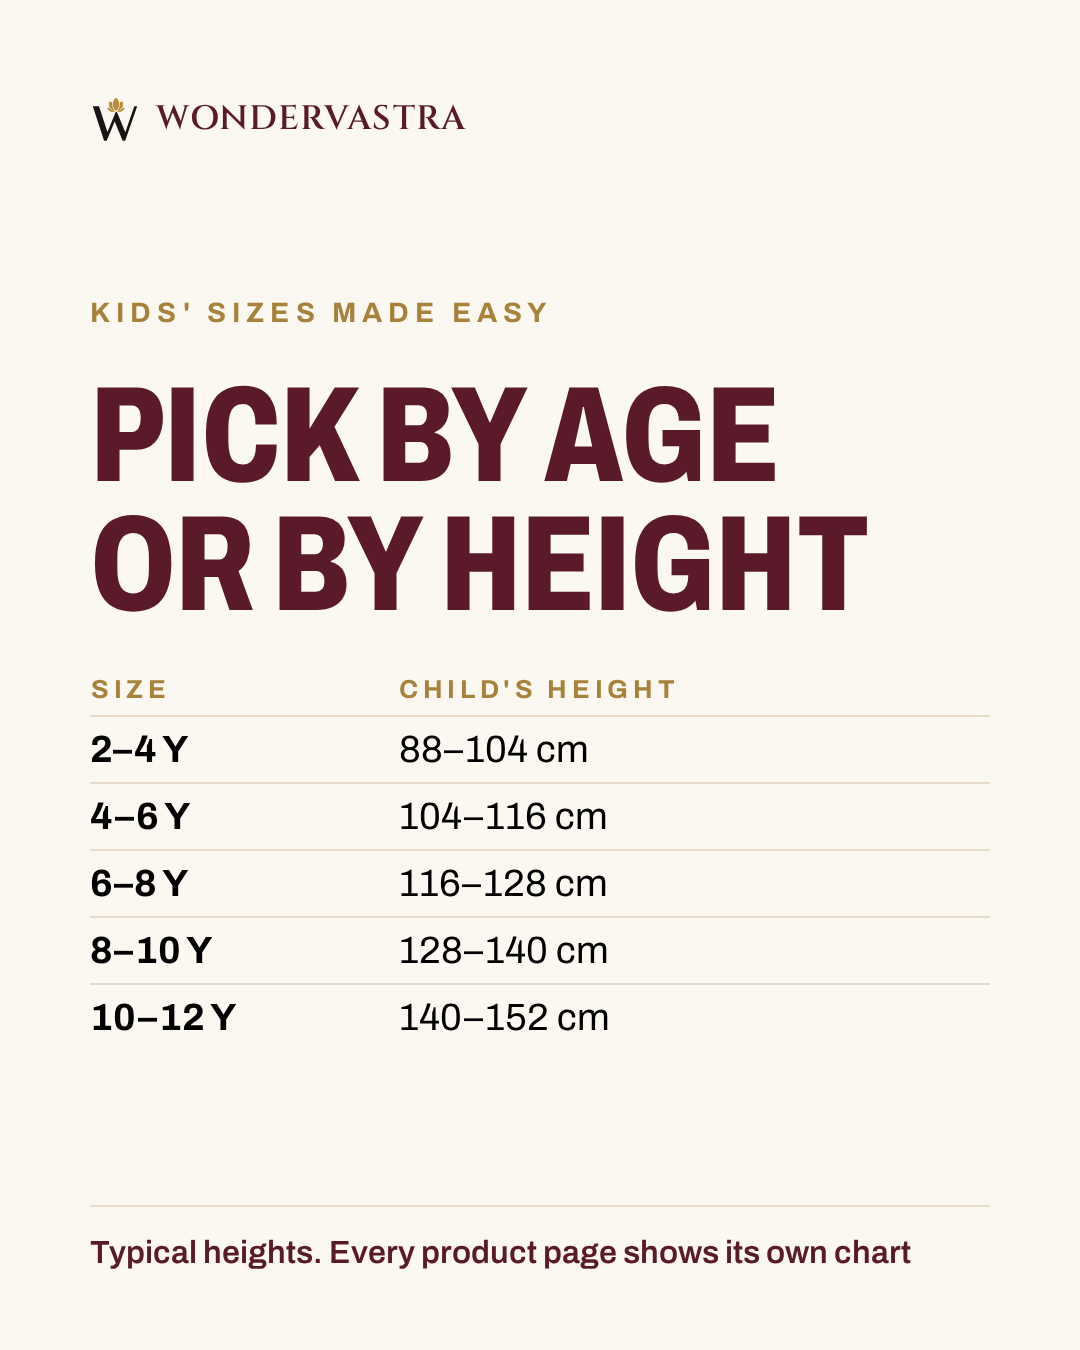 WONDERVASTRA
KIDS' SIZES MADE EASY
PICK BY AGE
OR BY HEIGHT
SIZE CHILD'S HEIGHT
2–4 Y 88–104 cm
4–6 Y 104–116 cm
6–8 Y 116–128 cm
8–10 Y 128–140 cm
10–12 Y 140–152 cm
Typical heights. Every product page shows its own chart